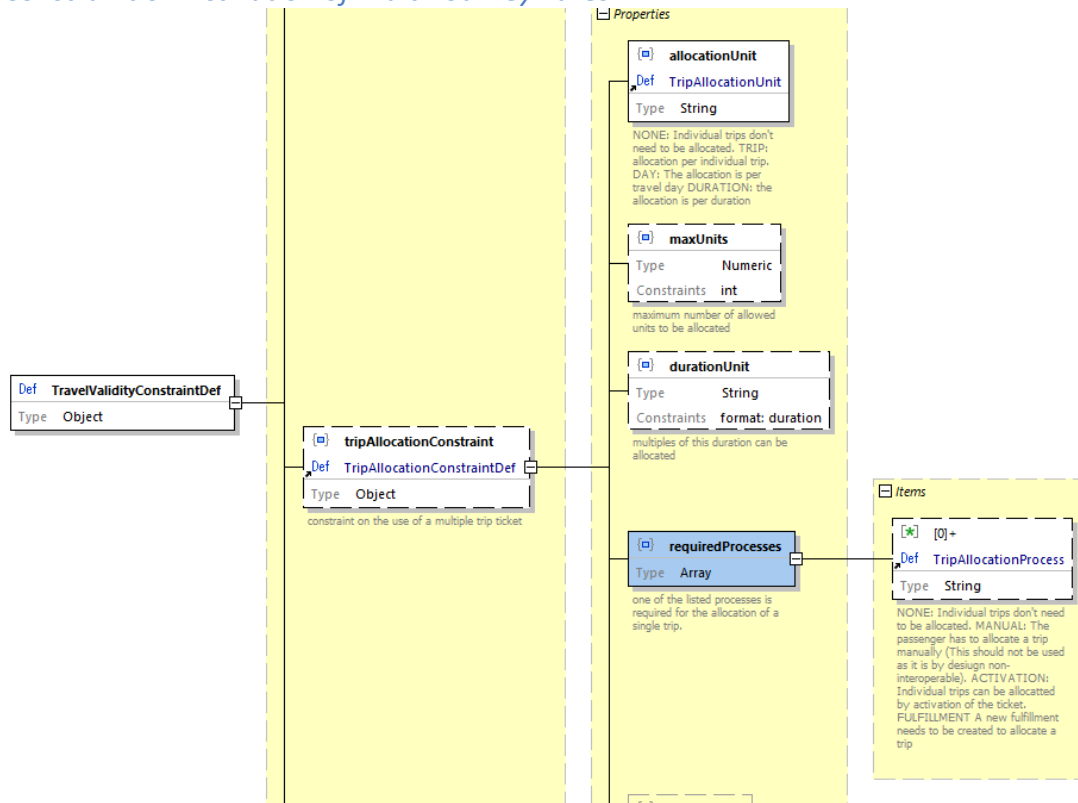 Properties
allocationUnit
Def TripAllocationUnit
Type String
NONE: Individual trips don't
need to be allocated. TRIP:
allocation per individual trip.
DAY: The allocation is per
travel day DURATION: the
allocation is per duration
maxUnits
Type Numeric
Constraints int
maximum number of allowed
units to be allocated
durationUnit
Type String
Constraints format: duration
multiples of this duration can be
allocated
Def TravelValidityConstraintDef
Type Object
tripAllocationConstraint
Def TripAllocationConstraintDef
Type Object
constraint on the use of a multiple trip ticket
requiredProcesses
Type Array
one of the listed processes is
required for the allocation of a
single trip.
Items
[*] [0]+
Def TripAllocationProcess
Type String
NONE: Individual trips don't need
to be allocated. MANUAL: The
passenger has to allocate a trip
manually (This should not be used
as it is by desiugn non-
interoperable). ACTIVATION:
Individual trips can be allocatted
by activation of the ticket.
FULFILLMENT A new fulfillment
needs to be created to allocate a
trip